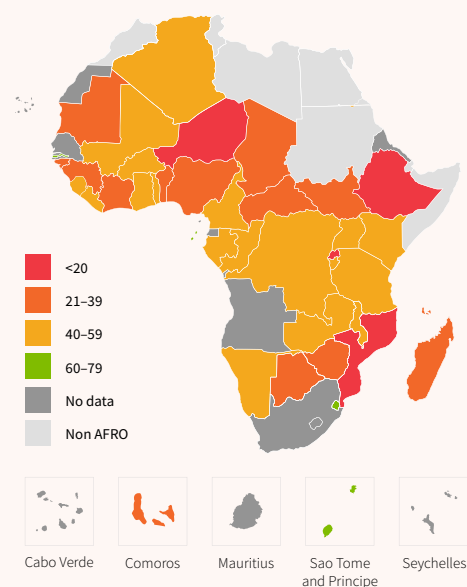 <20
21–39
40–59
60–79
No data
Non AFRO
Cabo Verde
Comoros
Mauritius
Sao Tome
and Principe
Seychelles